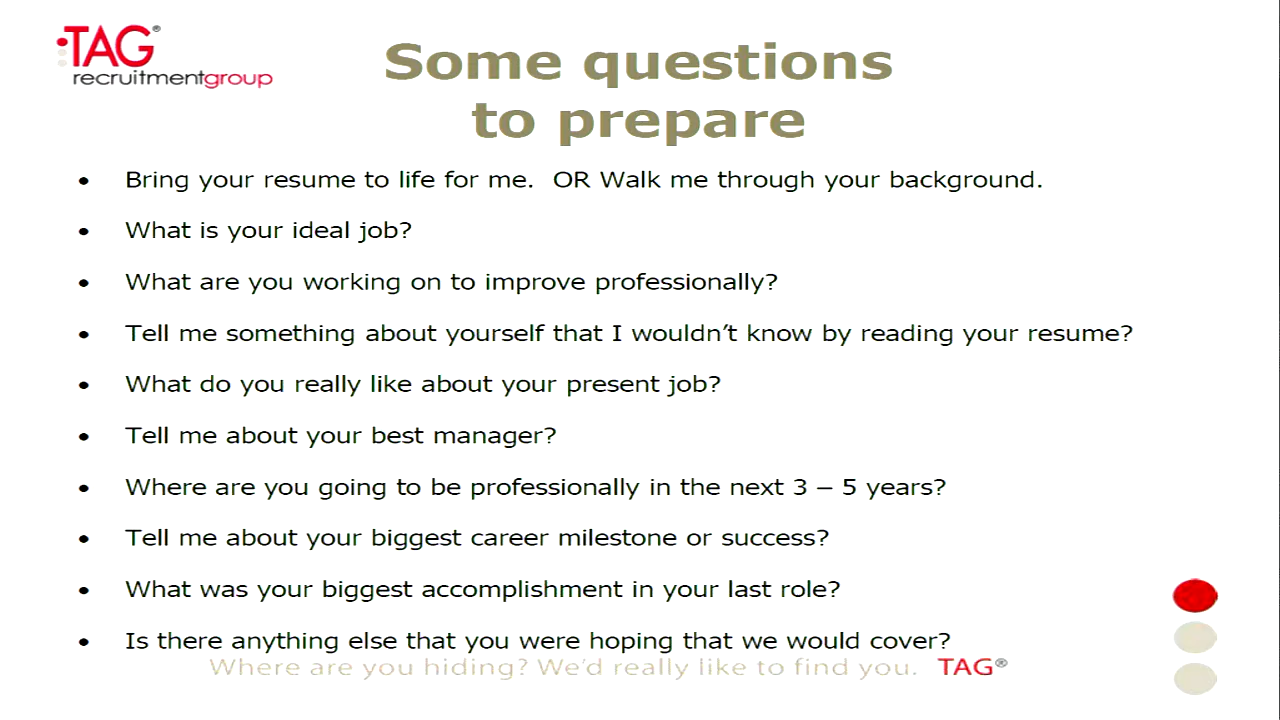 TAG®
recruitmentgroup
Some questions
to prepare
• Bring your resume to life for me.  OR Walk me through your background.
• What is your ideal job?
• What are you working on to improve professionally?
• Tell me something about yourself that I wouldn’t know by reading your resume?
• What do you really like about your present job?
• Tell me about your best manager?
• Where are you going to be professionally in the next 3 – 5 years?
• Tell me about your biggest career milestone or success?
• What was your biggest accomplishment in your last role?
• Is there anything else that you were hoping that we would cover?
Where are you hiding? We’d really like to find you. TAG®